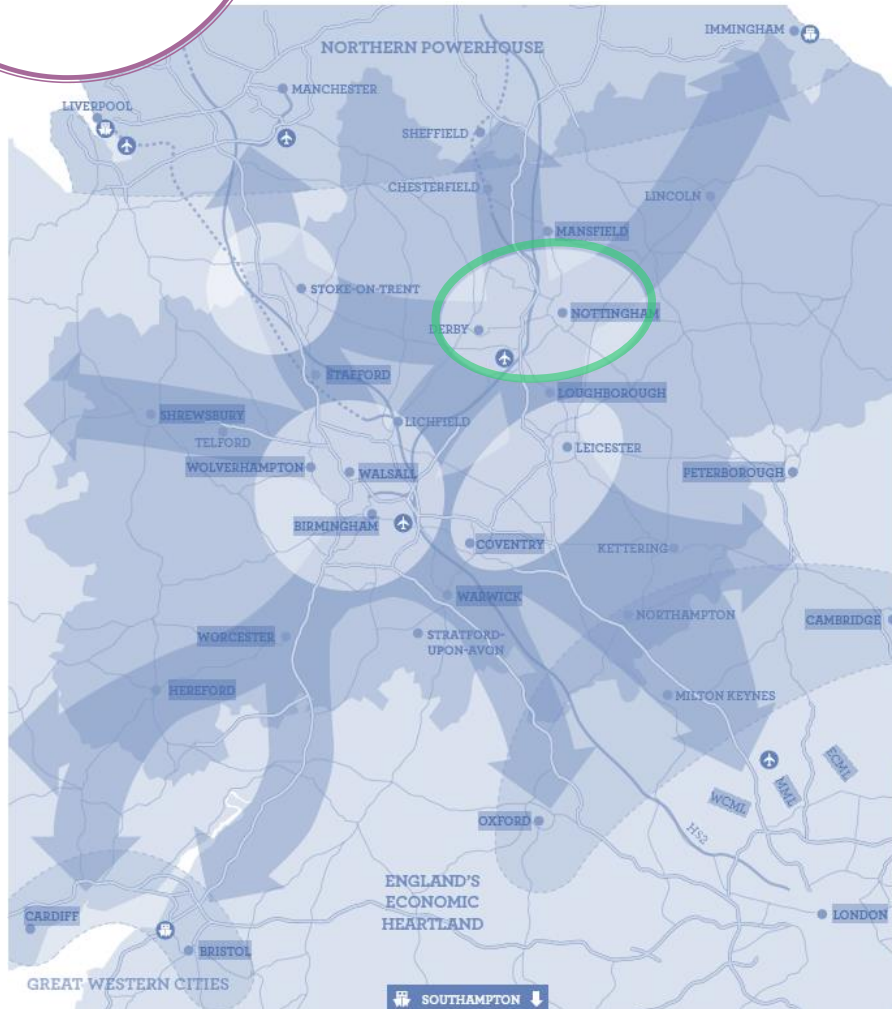 IMMINGHAM
NORTHERN POWERHOUSE
MANCHESTER
LIVERPOOL
SHEFFIELD
CHESTERFIELD
LINCOLN
MANSFIELD
STOKE-ON-TRENT
NOTTINGHAM
DERBY
STAFFORD
LOUGHBOROUGH
SHREWSBURY
LICHFIELD
TELFORD
LEICESTER
WOLVERHAMPTON
WALSALL
PETERBOROUGH
BIRMINGHAM
COVENTRY
KETTERING
WARWICK
NORTHAMPTON
CAMBRIDGE
WORCESTER
STRATFORD-
UPON-AVON
HEREFORD
MILTON KEYNES
ECML
MML
WCML
OXFORD
HS2
ENGLAND'S
ECONOMIC
HEARTLAND
CARDIFF
LONDON
BRISTOL
GREAT WESTERN CITIES
SOUTHAMPTON